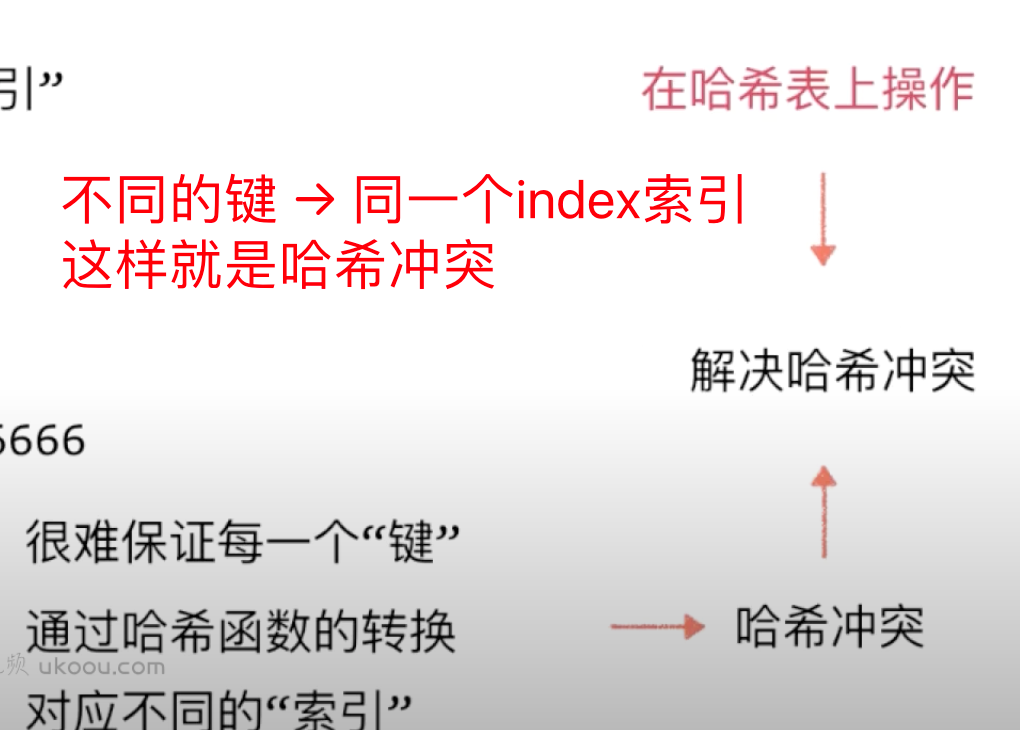 引”
在哈希表上操作
不同的键 → 同一个index索引
这样就是哈希冲突
解决哈希冲突
5666
很难保证每一个“键”
通过哈希函数的转换
哈希冲突
ukoou.com
对应不同的“索引”